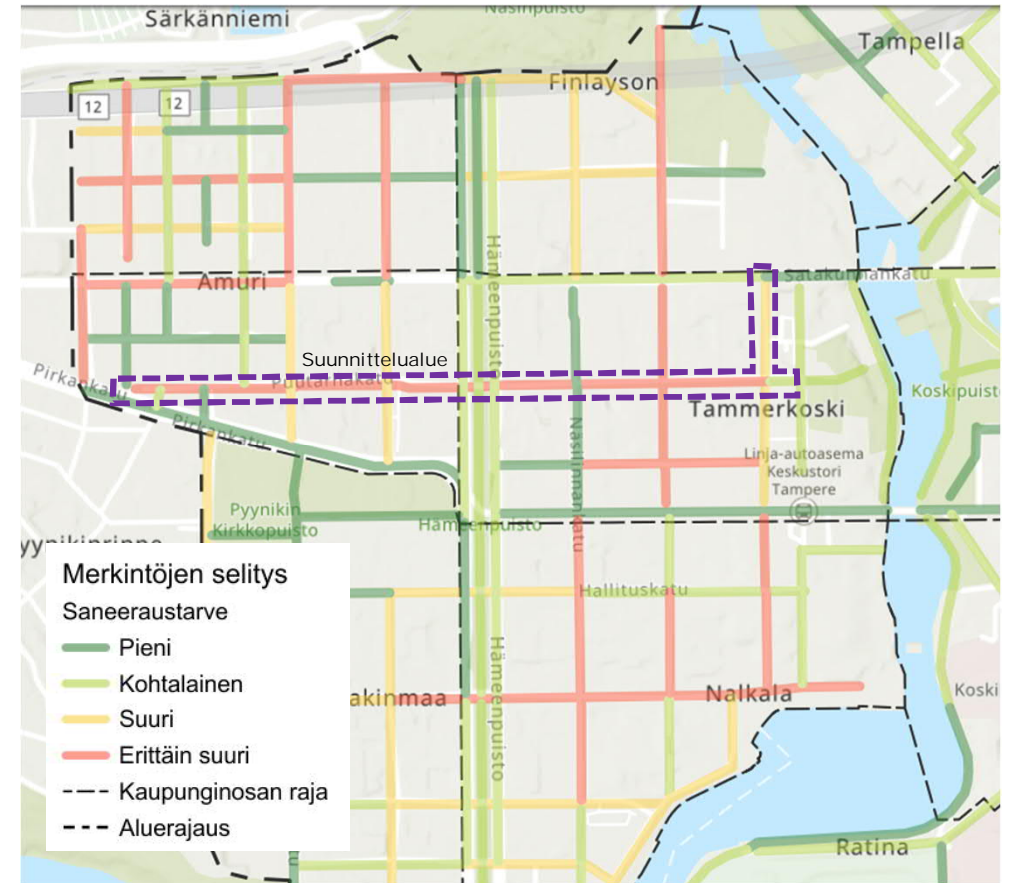 Särkänniemi
Näsinpuisto
Tampella
Finlayson
12
12
Hämeenpuisto
Satakunnankatu
Amuri
Suunnittelualue
Pirkankatu
Puutarhakatu
Koskipuist
Tammerkoski
Pirkankatu
Näsilinnankatu
Linja-autoasema
Keskustori
Tampere
Pyynikin
Kirkkopuisto
Hämeenpuisto
yynikinrinne
Merkintöjen selitys
Saneeraustarve
Pieni
Kohtalainen
Suuri
Erittäin suuri
Kaupunginosan raja
Aluerajaus
Hallituskatu
Hämeenpuisto
akinmaa
Nalkala
Koski
Ratina